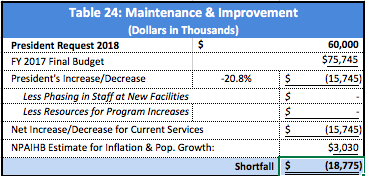 Table 24: Maintenance & Improvement
(Dollars in Thousands)
President Request 2018 $ 60,000
FY 2017 Final Budget $75,745
President's Increase/Decrease -20.8% $ (15,745)
Less Phasing in Staff at New Facilities $ -
Less Resources for Program Increases $ -
Net Increase/Decrease for Current Services $ (15,745)
NPAIHB Estimate for Inflation & Pop. Growth: $3,030
Shortfall $ (18,775)